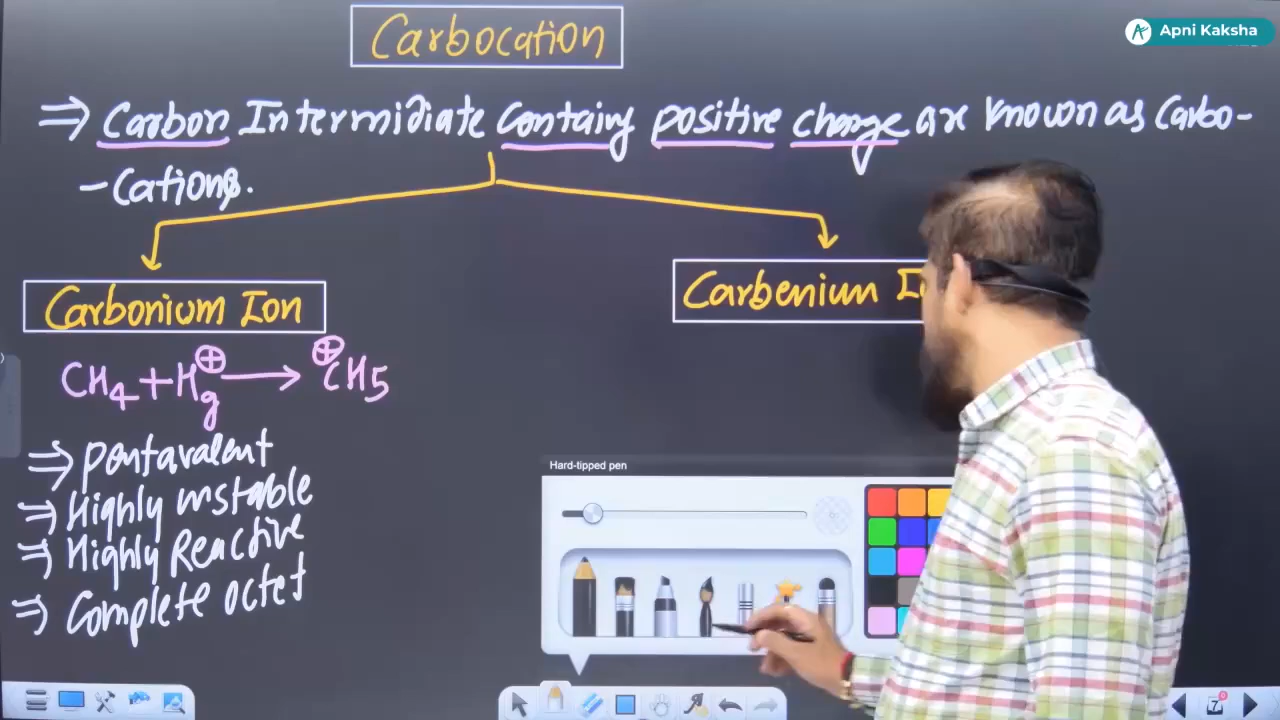 Apni Kaksha
Carbocation
⇒ Carbon Intermidiate Containg positive charge are known as Carbo-
-Cations.
Carbonium Ion
Carbenium
CH4 + H⊕g → ⊕CH5
⇒ pentavalent
⇒ Highly unstable
⇒ Highly Reactive
⇒ Complete octet
Hard-tipped pen
7